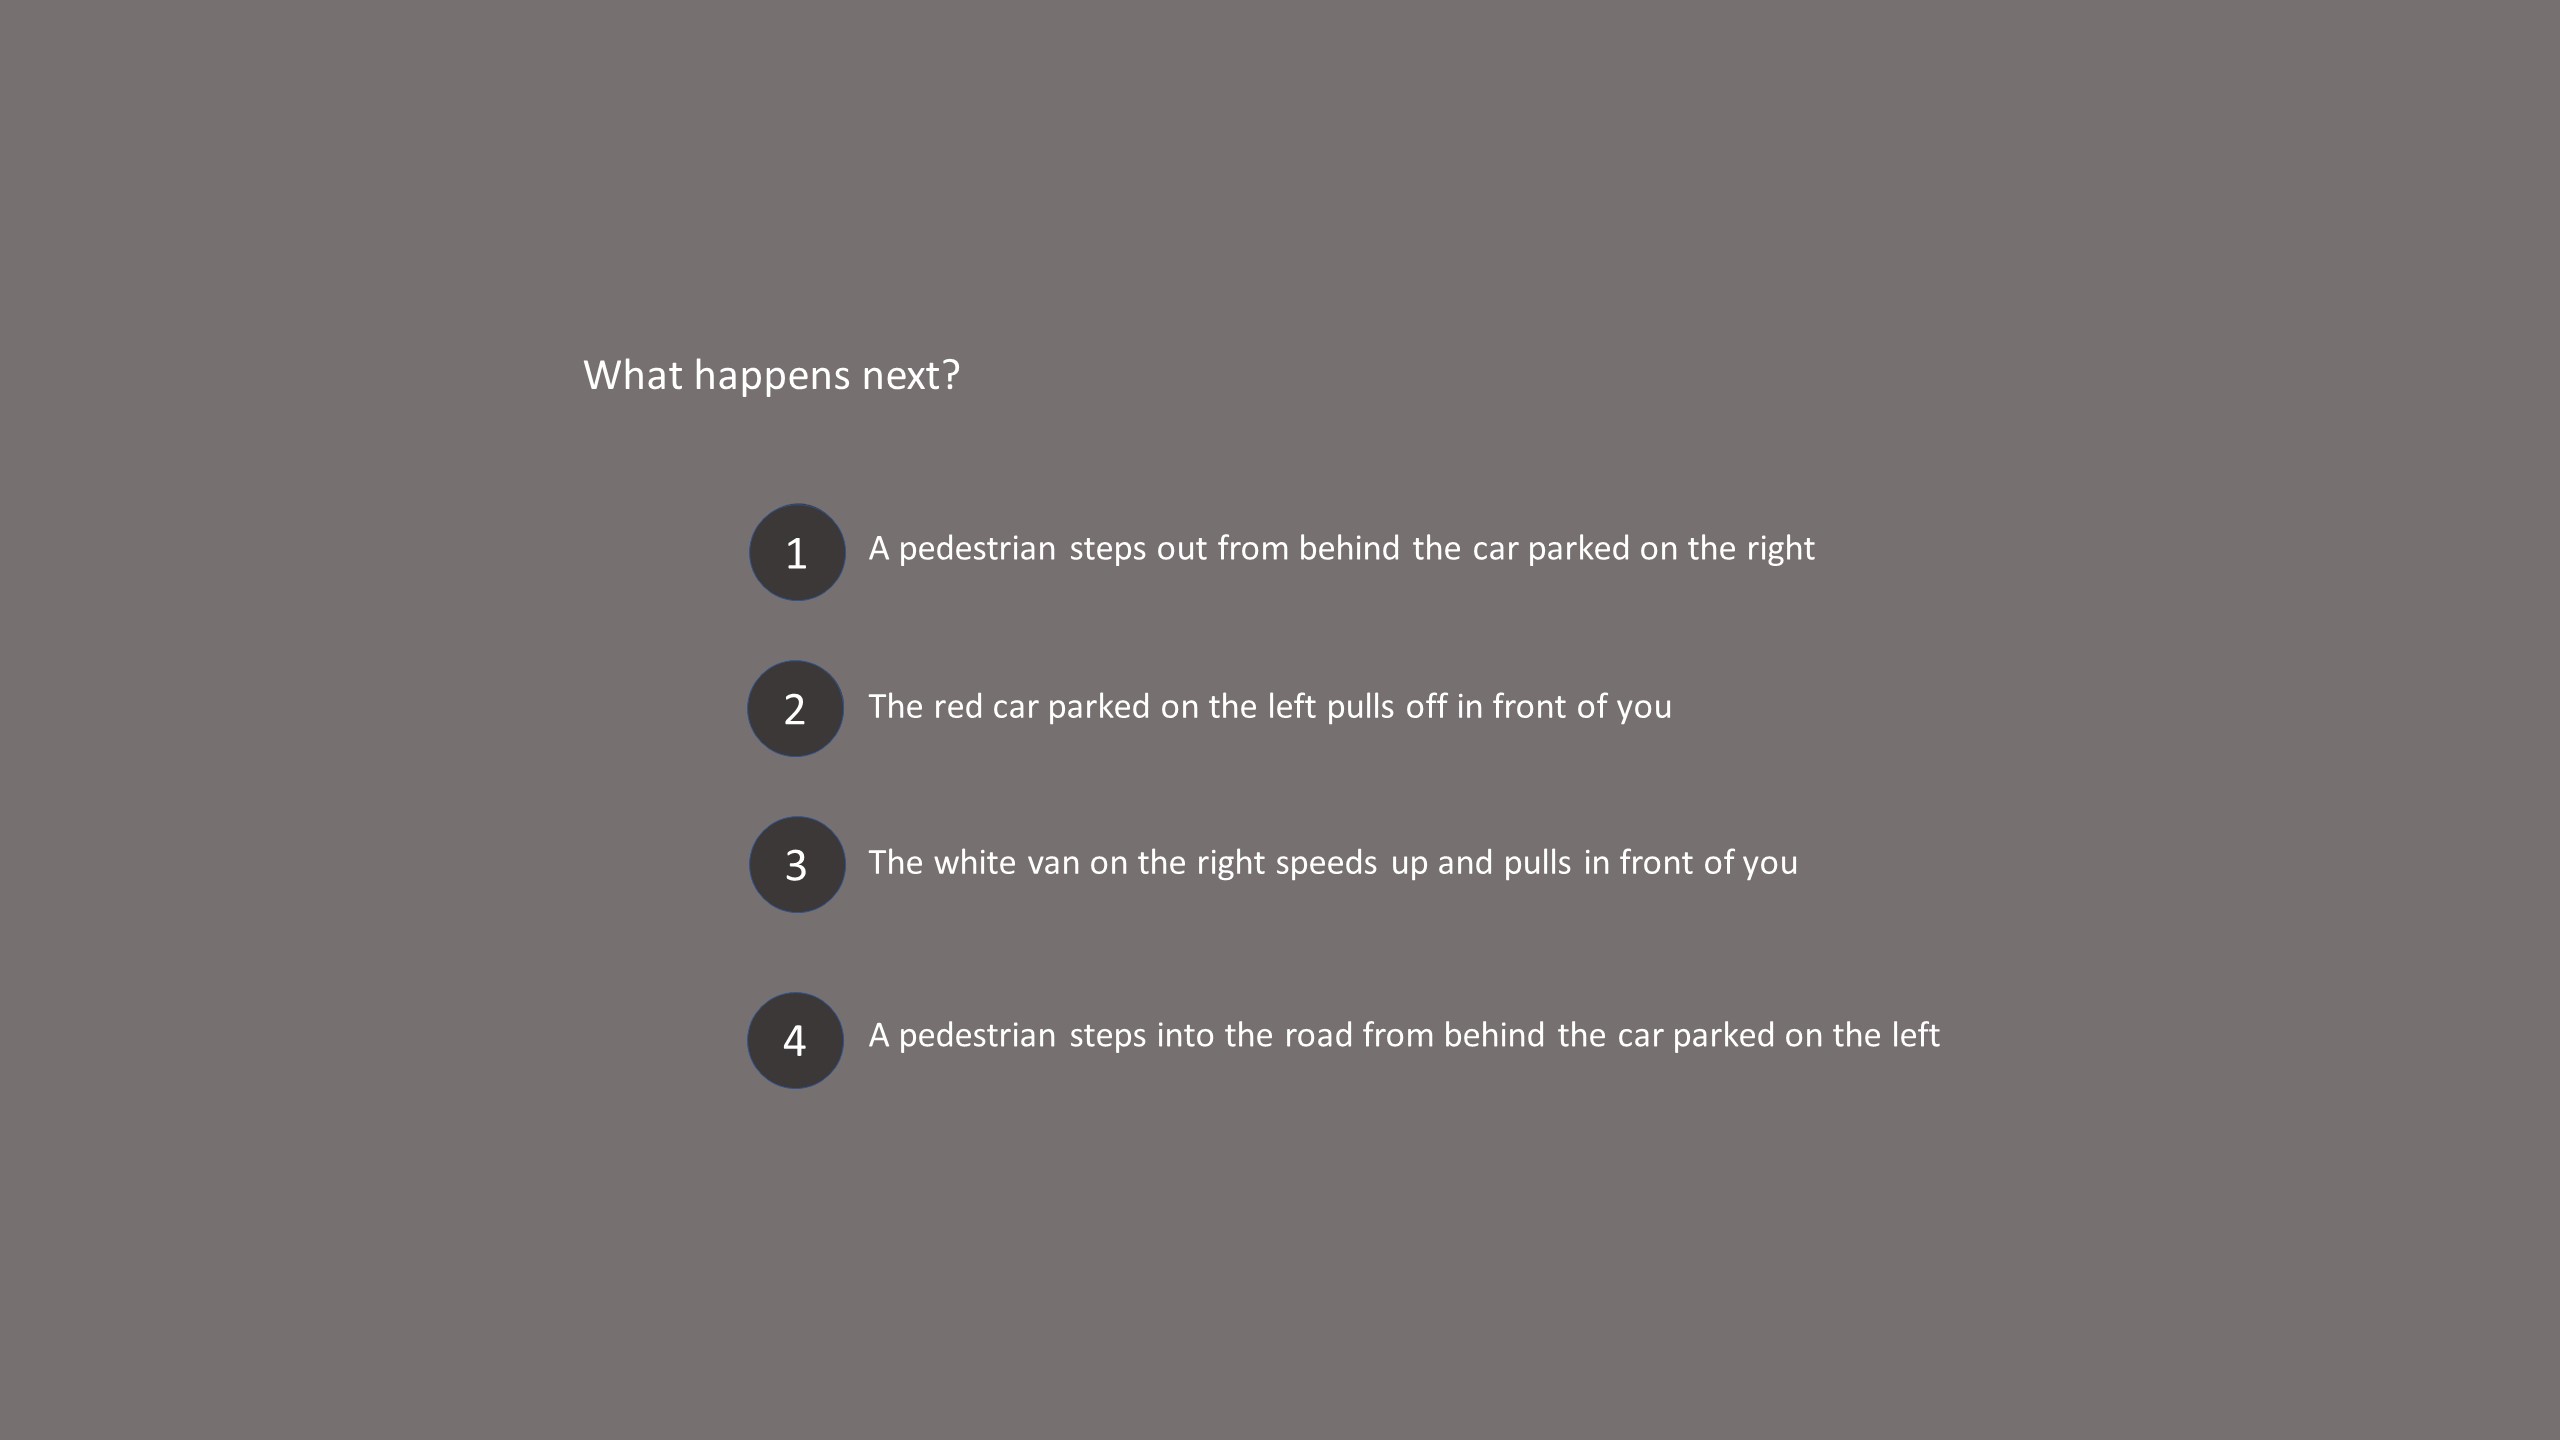 What happens next?
1 A pedestrian steps out from behind the car parked on the right
2 The red car parked on the left pulls off in front of you
3 The white van on the right speeds up and pulls in front of you
4 A pedestrian steps into the road from behind the car parked on the left